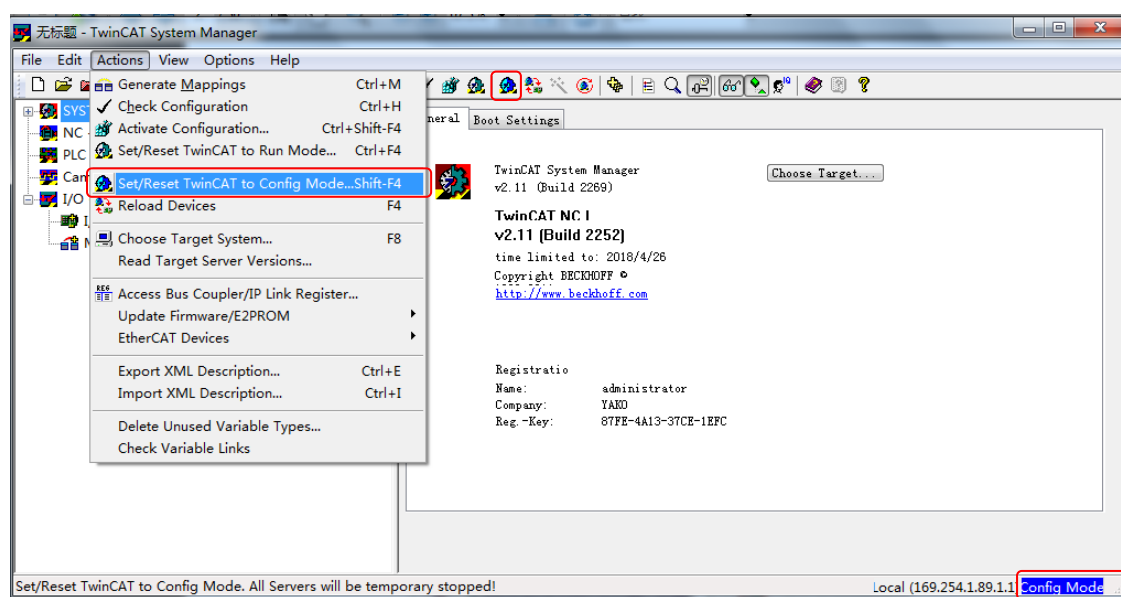 无标题 - TwinCAT System Manager
File Edit Actions View Options Help
Generate Mappings Ctrl+M
Check Configuration Ctrl+H
Activate Configuration... Ctrl+Shift-F4
Set/Reset TwinCAT to Run Mode... Ctrl+F4
Set/Reset TwinCAT to Config Mode...Shift-F4
Reload Devices F4
Choose Target System... F8
Read Target Server Versions...
Access Bus Coupler/IP Link Register...
Update Firmware/E2PROM
EtherCAT Devices
Export XML Description... Ctrl+E
Import XML Description... Ctrl+I
Delete Unused Variable Types...
Check Variable Links
SYS
NC -
PLC
Cam
I/O
neral Boot Settings
TwinCAT System Manager
v2.11 (Build 2269)
Choose Target...
TwinCAT NC I
v2.11 (Build 2252)
time limited to: 2018/4/26
Copyright BECKHOFF ©
http://www.beckhoff.com
Registratio
Name: administrator
Company: YAKO
Reg.-Key: 87FE-4A13-37CE-1EFC
Set/Reset TwinCAT to Config Mode. All Servers will be temporary stopped!
Local (169.254.1.89.1.1 Config Mode